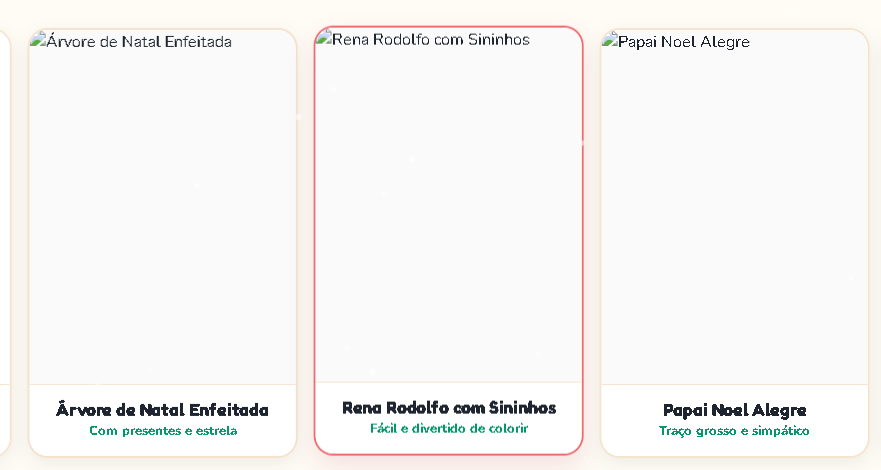 Árvore de Natal Enfeitada
Rena Rodolfo com Sininhos
Papai Noel Alegre
Árvore de Natal Enfeitada
Com presentes e estrela
Rena Rodolfo com Sininhos
Fácil e divertido de colorir
Papai Noel Alegre
Traço grosso e simpático